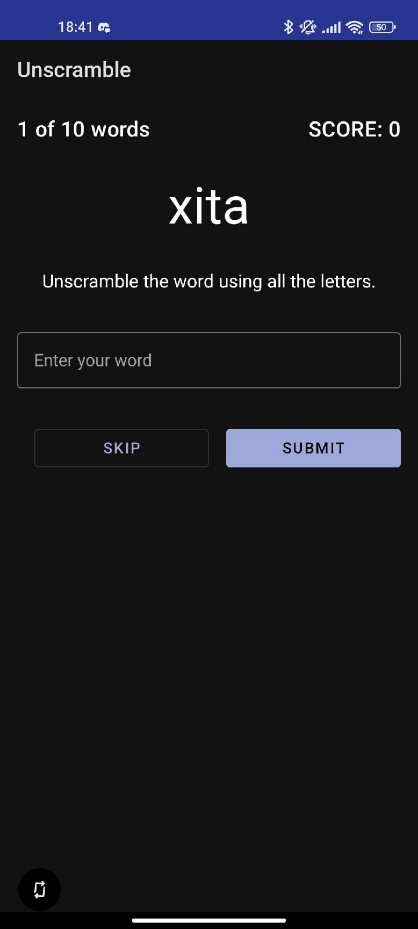 18:41 50
Unscramble
1 of 10 words SCORE: 0
xita
Unscramble the word using all the letters.
Enter your word
SKIP SUBMIT